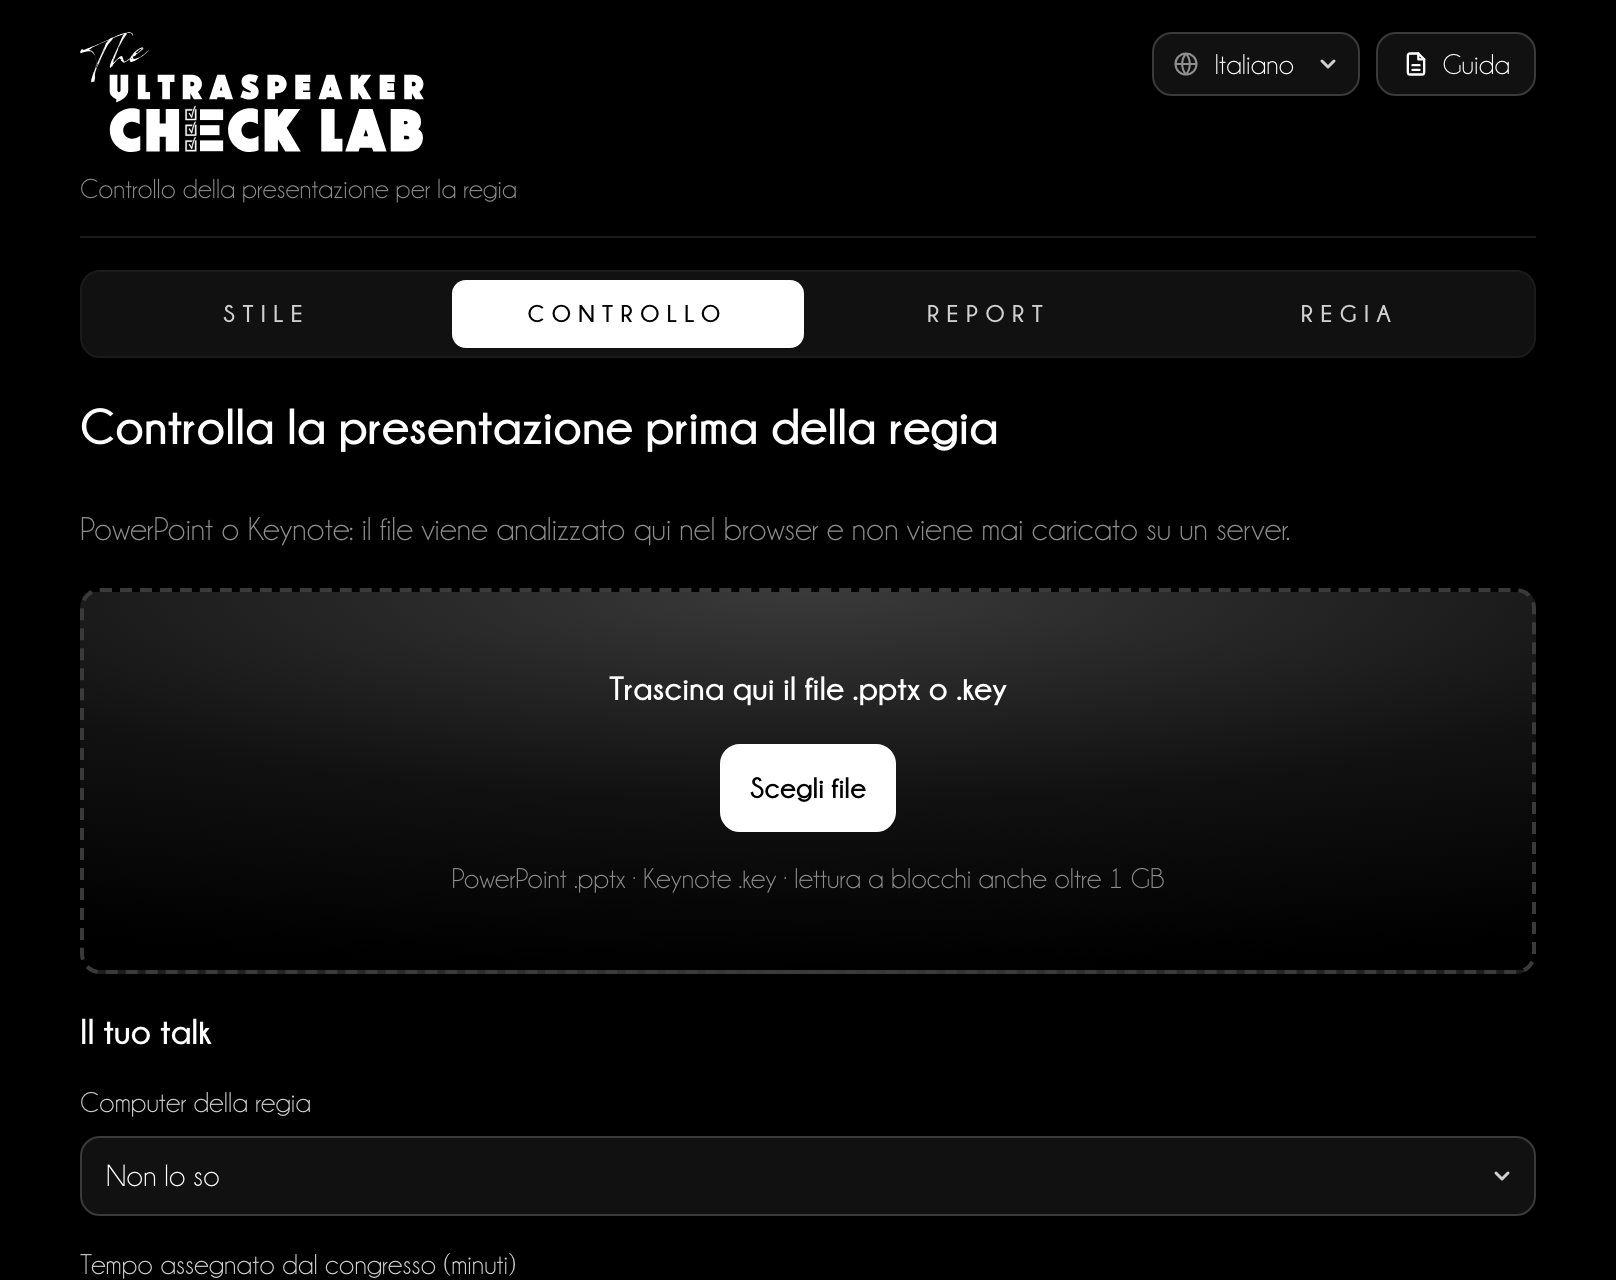 The
ULTRASPEAKER
CHECK LAB
Italiano
Guida
Controllo della presentazione per la regia
STILE
CONTROLLO
REPORT
REGIA
Controlla la presentazione prima della regia
PowerPoint o Keynote: il file viene analizzato qui nel browser e non viene mai caricato su un server.
Trascina qui il file .pptx o .key
Scegli file
PowerPoint .pptx · Keynote .key · lettura a blocchi anche oltre 1 GB
Il tuo talk
Computer della regia
Non lo so
Tempo assegnato dal congresso (minuti)